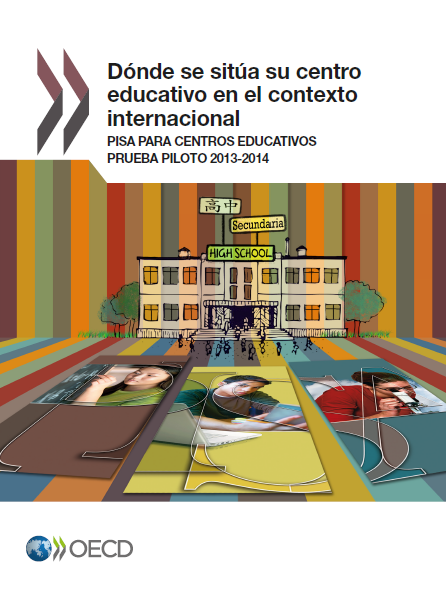 Dónde se sitúa su centro
educativo en el contexto
internacional
PISA PARA CENTROS EDUCATIVOS
PRUEBA PILOTO 2013-2014
高中
Secundaria
HIGH SCHOOL
OECD